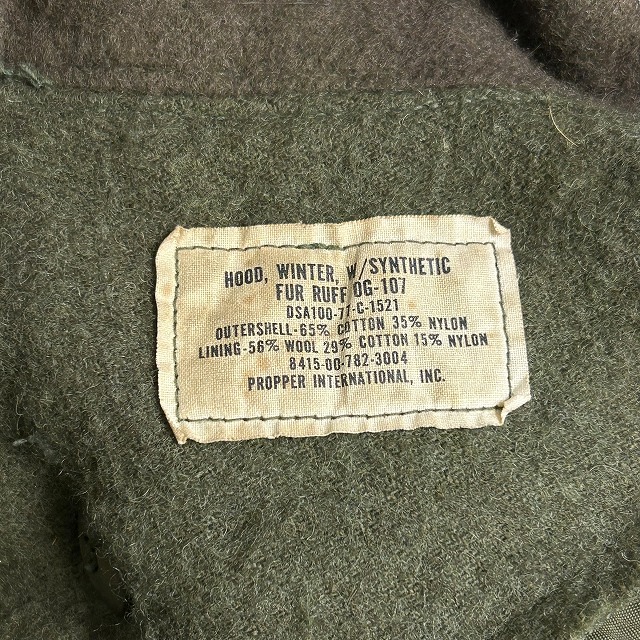 HOOD, WINTER, W/SYNTHETIC
FUR RUFF OG-107
DSA100-77-C-1521
OUTERSHELL-65% COTTON 35% NYLON
LINING-56% WOOL 29% COTTON 15% NYLON
8415-00-782-3004
PROPPER INTERNATIONAL, INC.